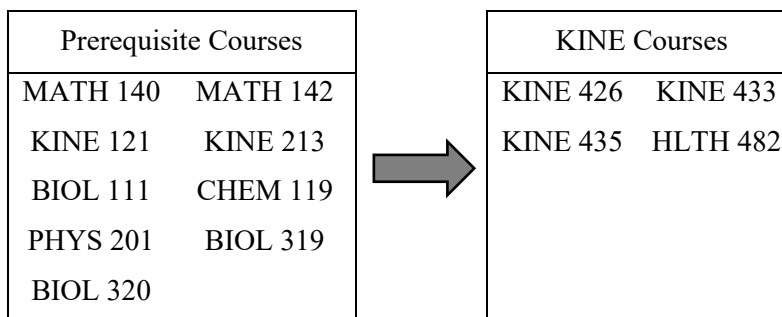 Prerequisite Courses
MATH 140 MATH 142
KINE 121 KINE 213
BIOL 111 CHEM 119
PHYS 201 BIOL 319
BIOL 320
KINE Courses
KINE 426 KINE 433
KINE 435 HLTH 482